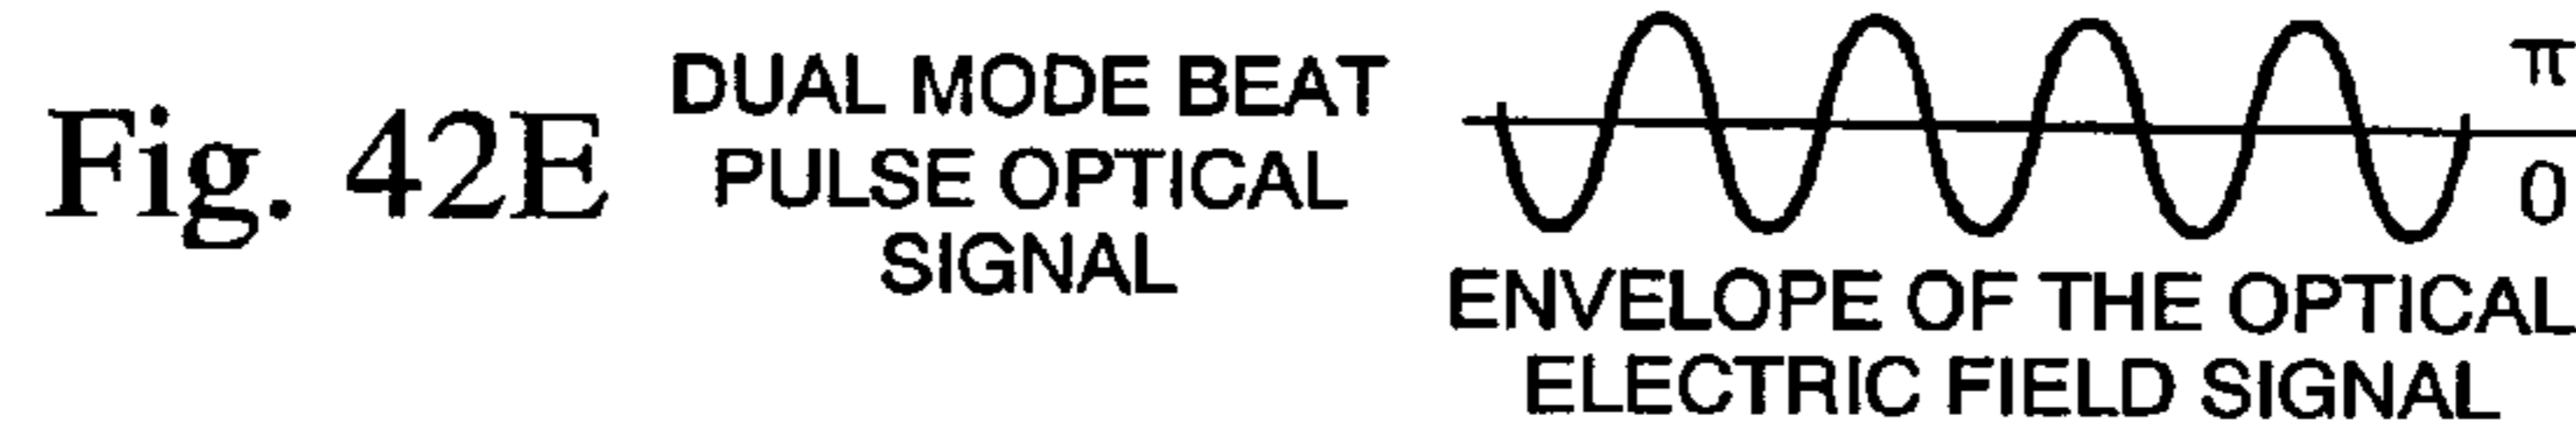 Fig. 42E
DUAL MODE BEAT
PULSE OPTICAL
SIGNAL
π
0
ENVELOPE OF THE OPTICAL
ELECTRIC FIELD SIGNAL